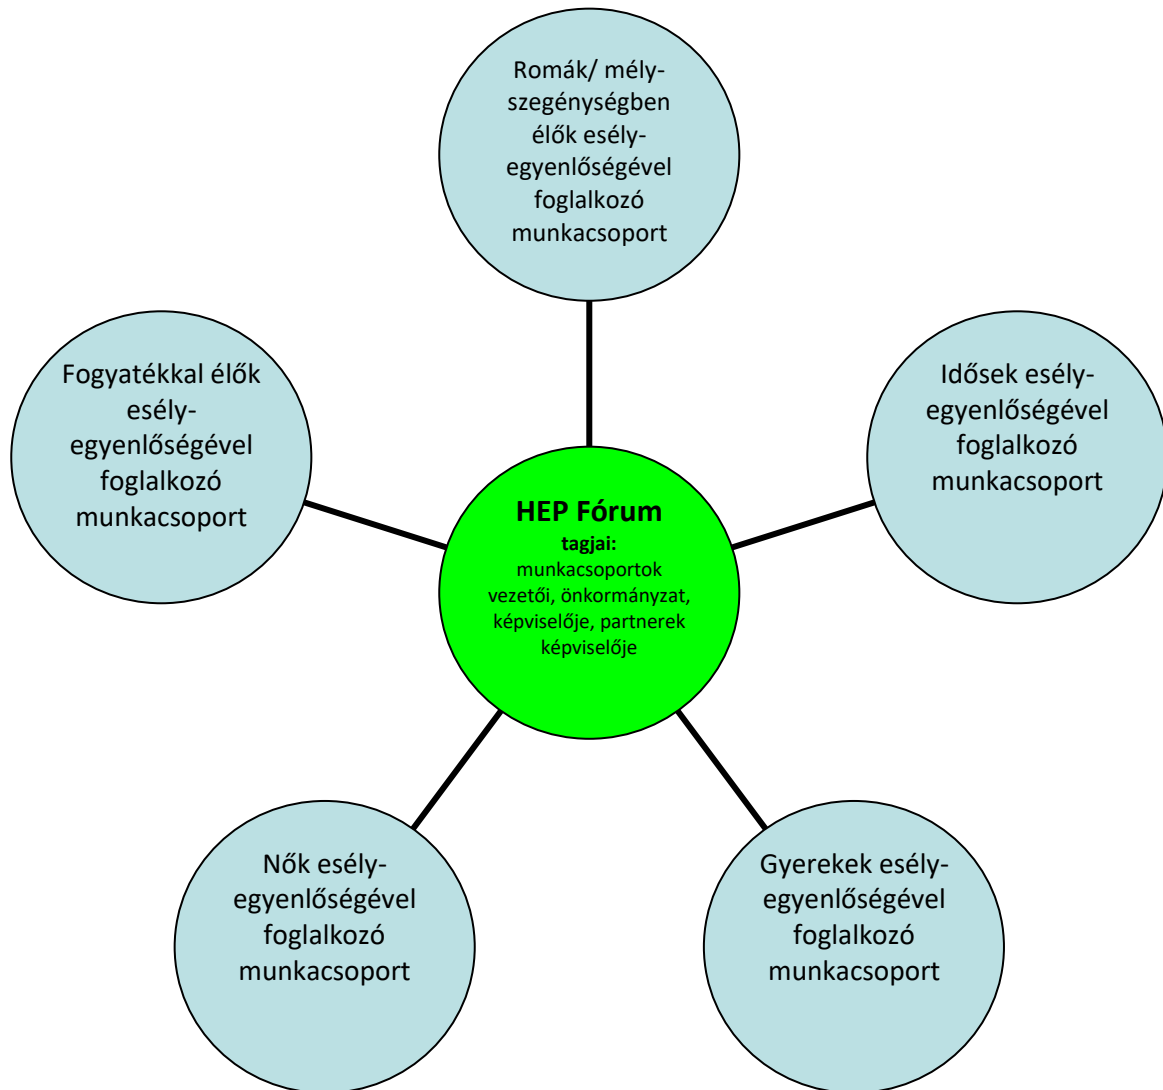 Romák/ mély-
szegénységben
élők esély-
egyenlőségével
foglalkozó
munkacsoport
Fogyatékkal élők
esély-
egyenlőségével
foglalkozó
munkacsoport
Idősek esély-
egyenlőségével
foglalkozó
munkacsoport
HEP Fórum
tagjai:
munkacsoportok
vezetői, önkormányzat,
képviselője, partnerek
képviselője
Nők esély-
egyenlőségével
foglalkozó
munkacsoport
Gyerekek esély-
egyenlőségével
foglalkozó
munkacsoport